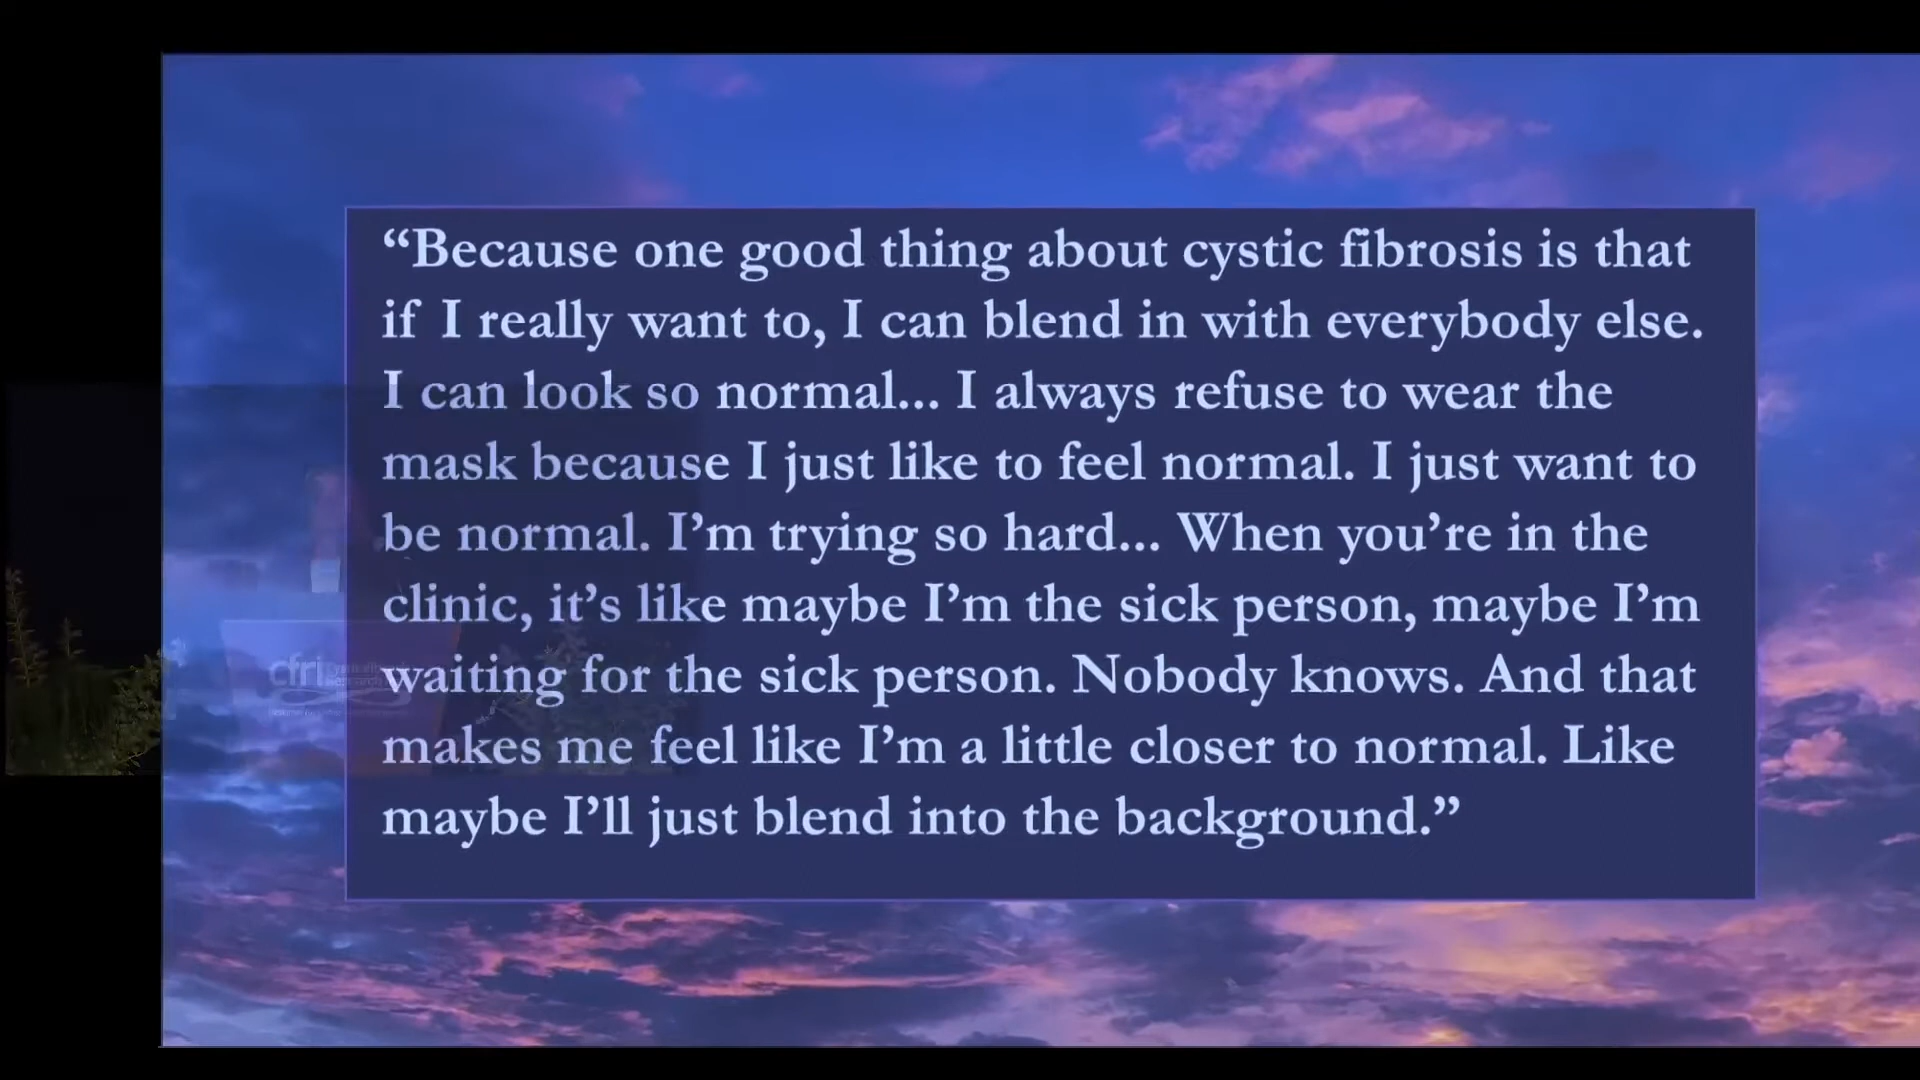 “Because one good thing about cystic fibrosis is that
if I really want to, I can blend in with everybody else.
I can look so normal... I always refuse to wear the
mask because I just like to feel normal. I just want to
be normal. I’m trying so hard... When you’re in the
clinic, it’s like maybe I’m the sick person, maybe I’m
waiting for the sick person. Nobody knows. And that
makes me feel like I’m a little closer to normal. Like
maybe I’ll just blend into the background.”
cfri